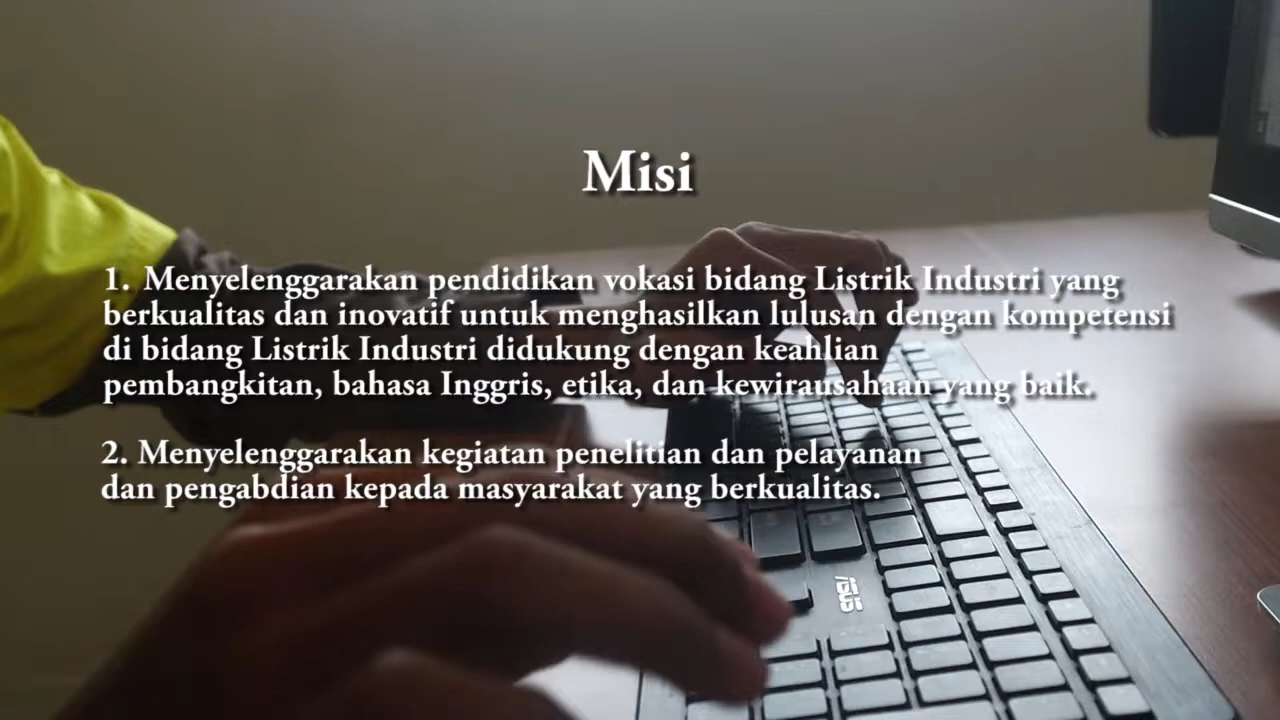 Misi
1. Menyelenggarakan pendidikan vokasi bidang Listrik Industri yang
berkualitas dan inovatif untuk menghasilkan lulusan dengan kompetensi
di bidang Listrik Industri didukung dengan keahlian
pembangkitan, bahasa Inggris, etika, dan kewirausahaan yang baik.
2. Menyelenggarakan kegiatan penelitian dan pelayanan
dan pengabdian kepada masyarakat yang berkualitas.